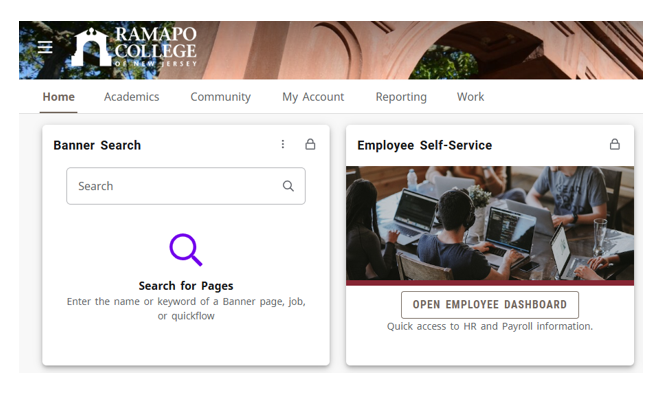 RAMAPO
COLLEGE
OF NEW JERSEY
Home Academics Community My Account Reporting Work
Banner Search
Search
Search for Pages
Enter the name or keyword of a Banner page, job,
or quickflow
Employee Self-Service
OPEN EMPLOYEE DASHBOARD
Quick access to HR and Payroll information.